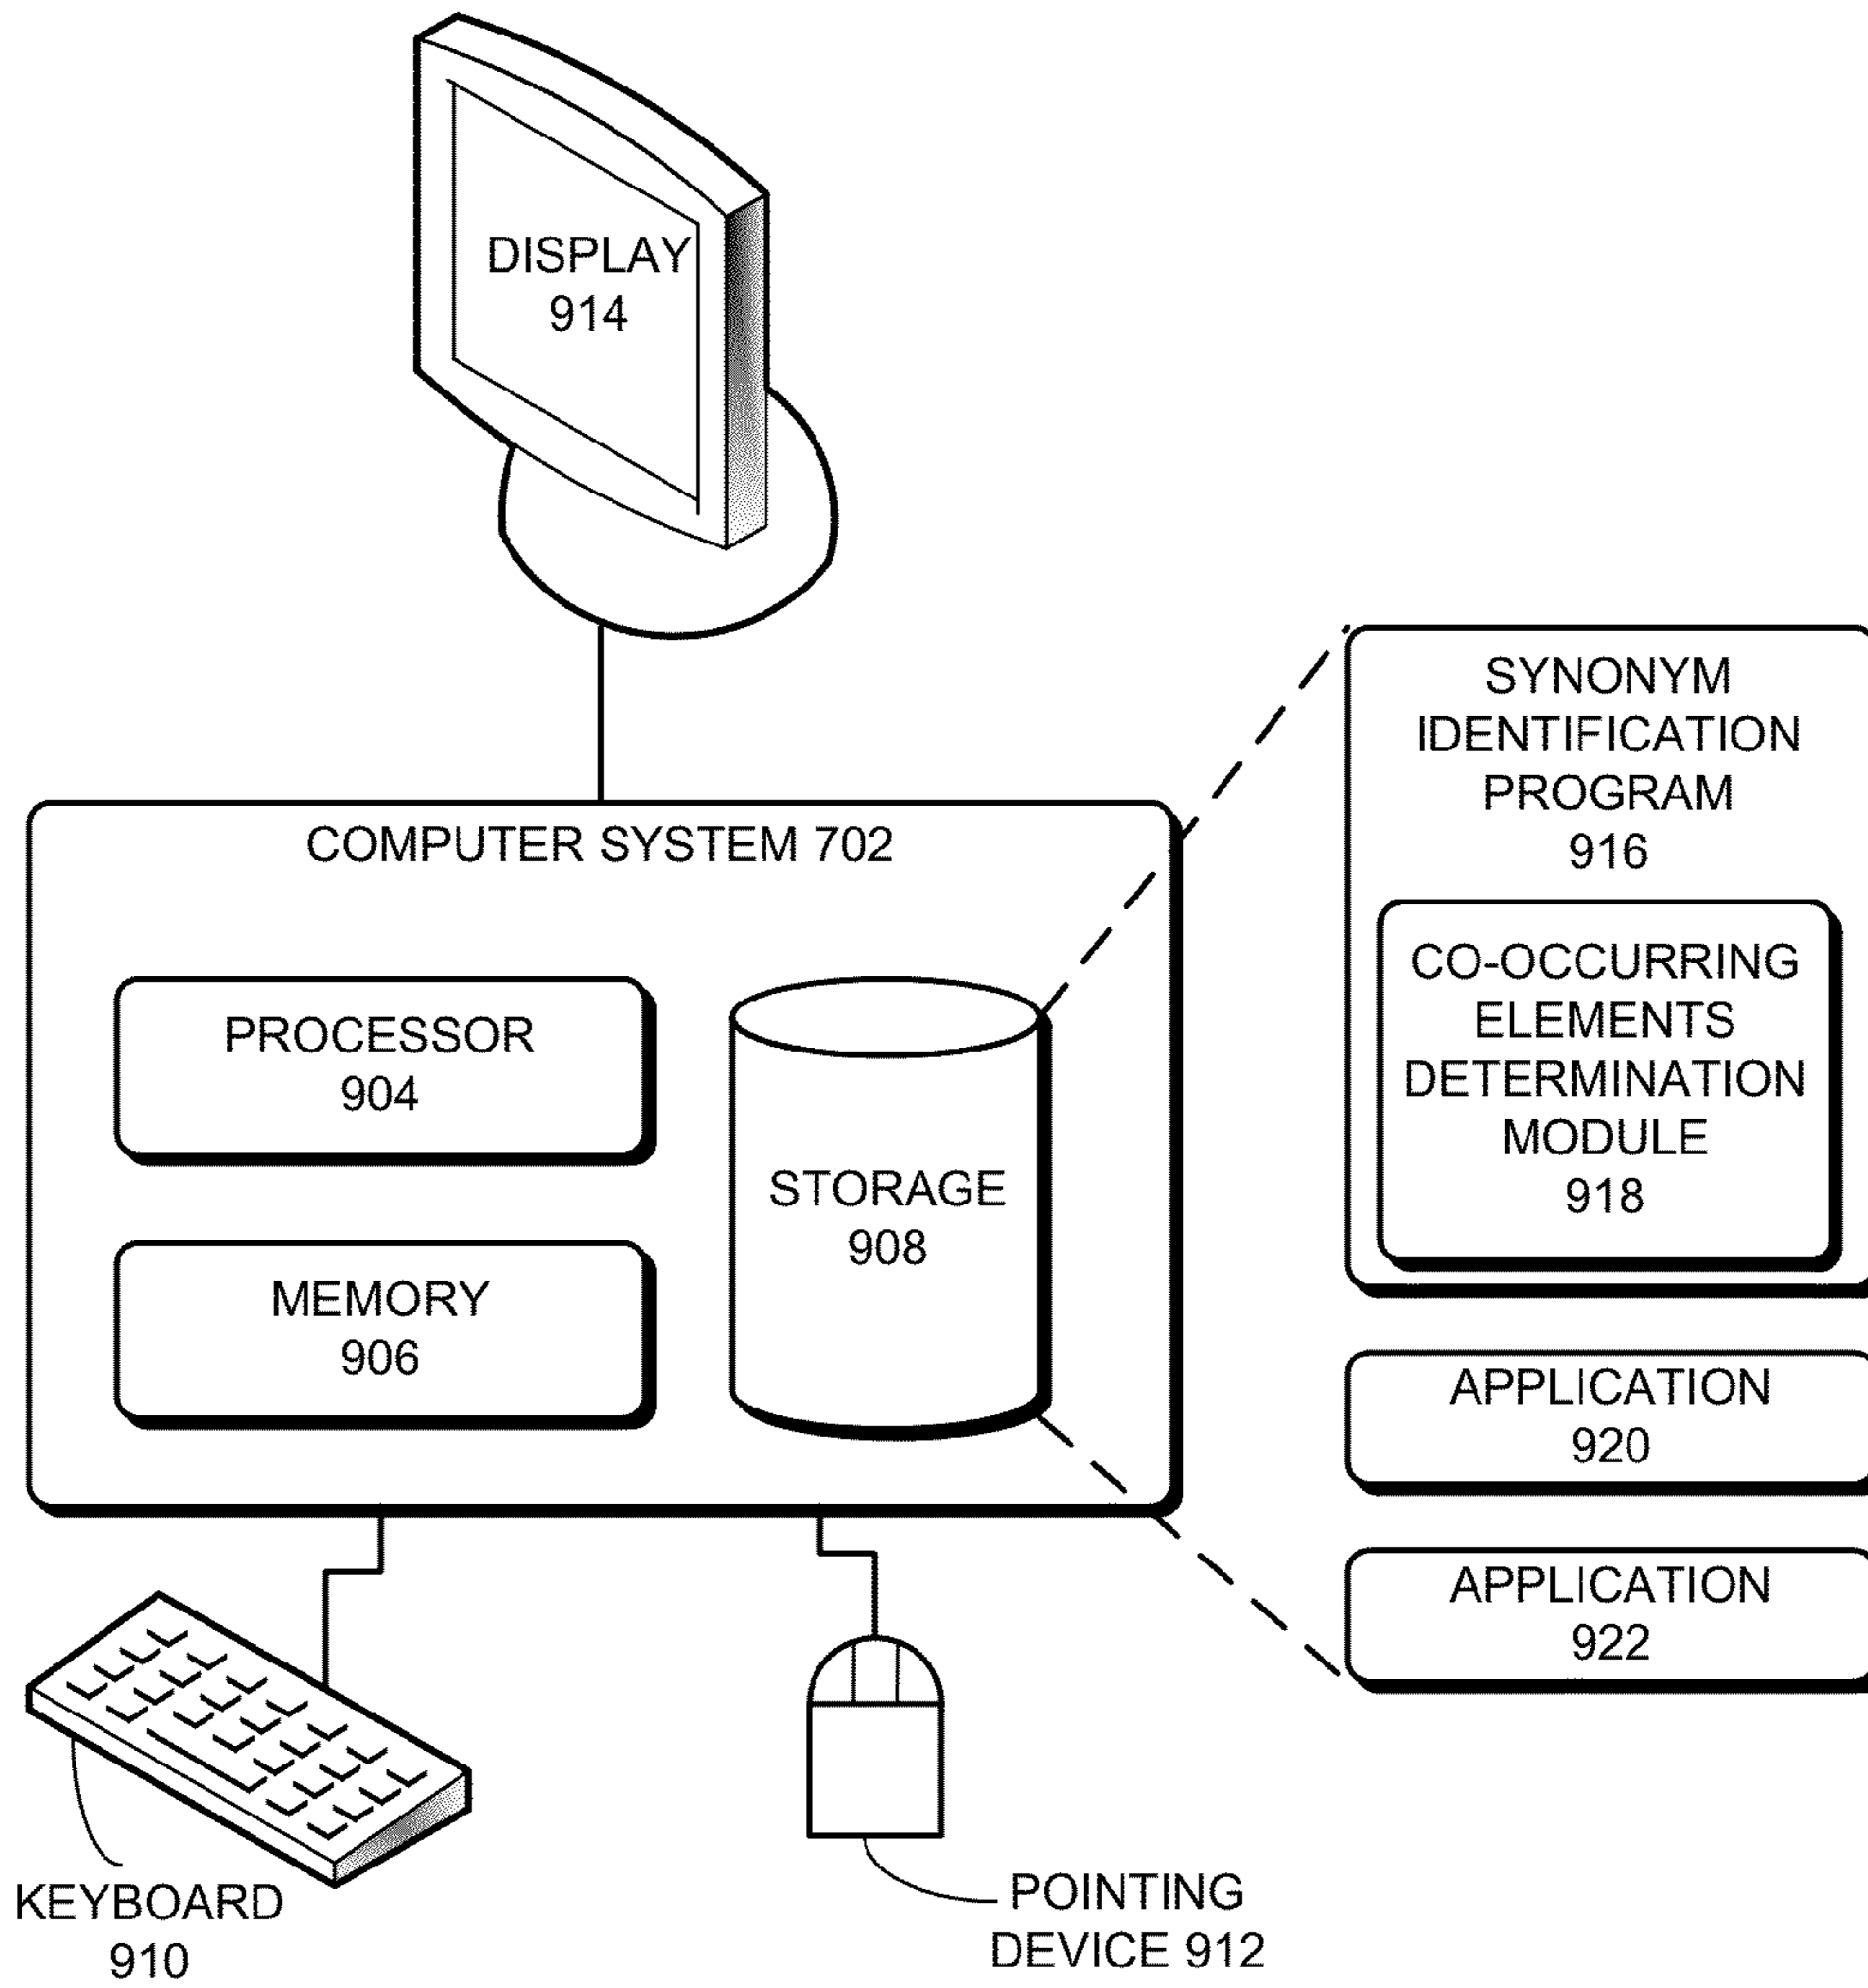 DISPLAY
914
COMPUTER SYSTEM 702
PROCESSOR
904
MEMORY
906
STORAGE
908
SYNONYM
IDENTIFICATION
PROGRAM
916
CO-OCCURRING
ELEMENTS
DETERMINATION
MODULE
918
APPLICATION
920
APPLICATION
922
KEYBOARD
910
POINTING
DEVICE 912